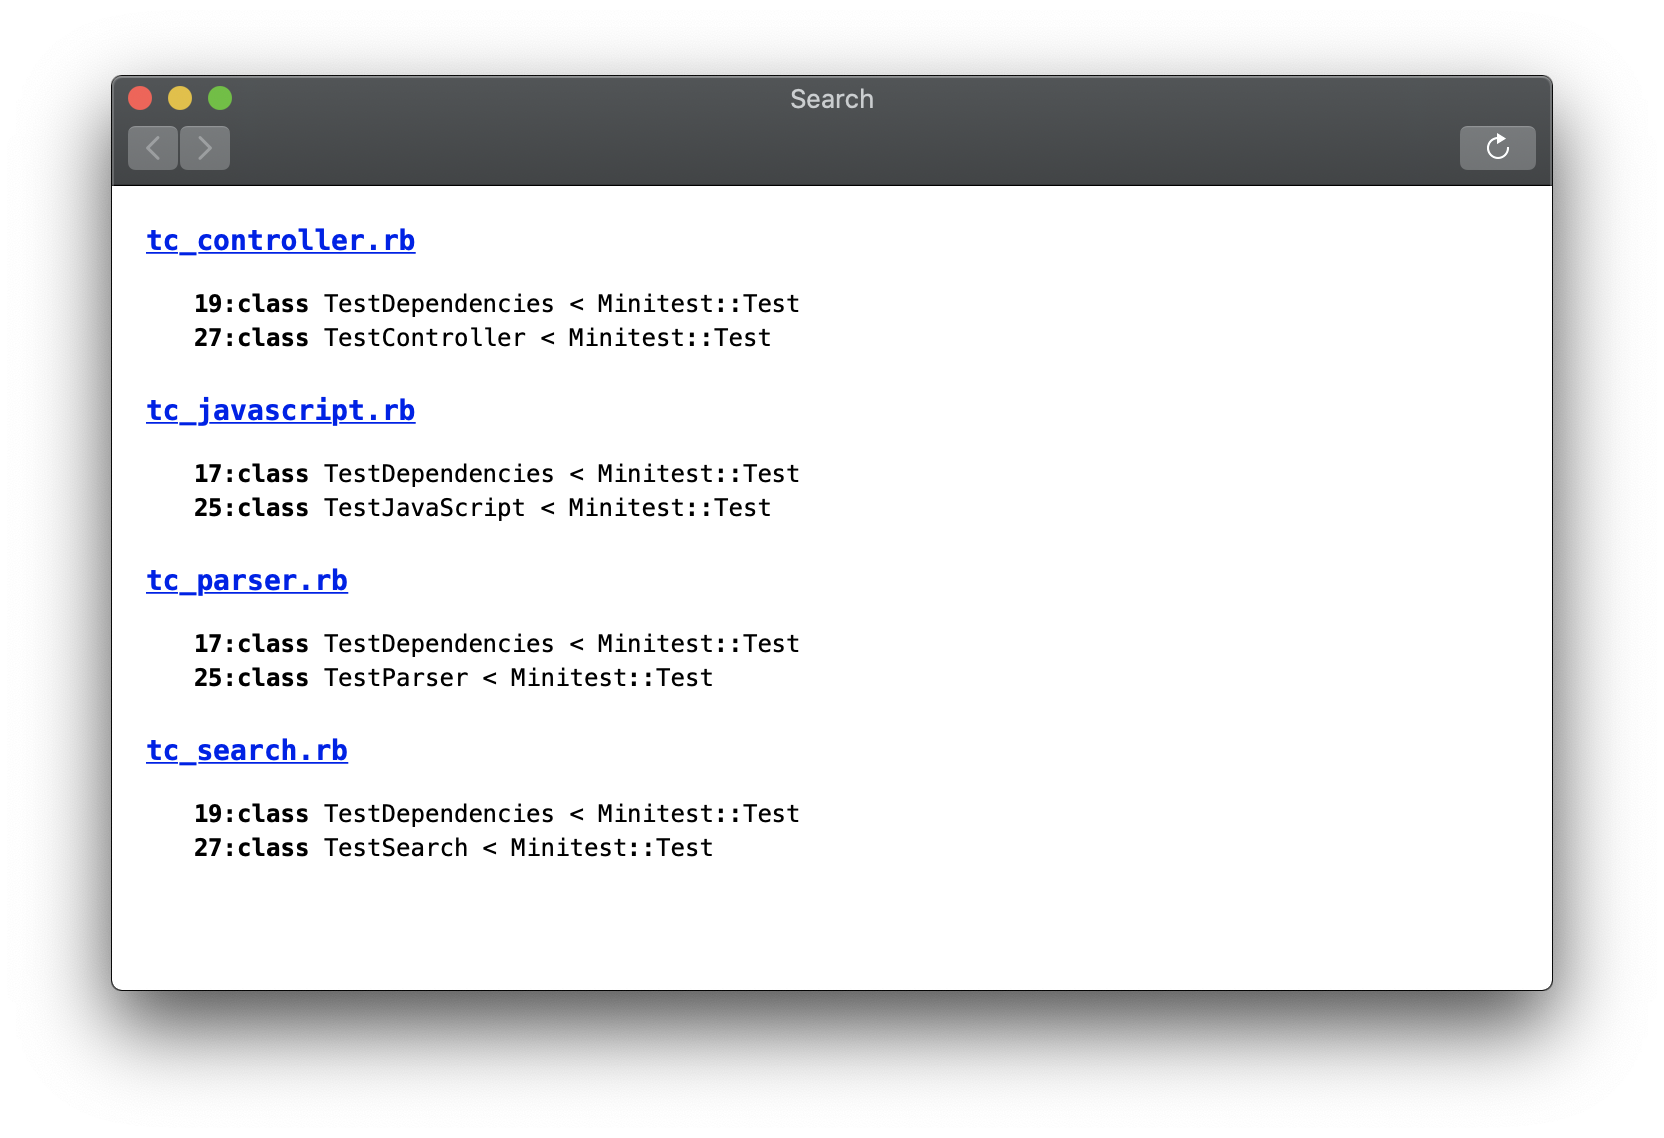 Search
tc_controller.rb
19:class TestDependencies < Minitest::Test
27:class TestController < Minitest::Test
tc_javascript.rb
17:class TestDependencies < Minitest::Test
25:class TestJavaScript < Minitest::Test
tc_parser.rb
17:class TestDependencies < Minitest::Test
25:class TestParser < Minitest::Test
tc_search.rb
19:class TestDependencies < Minitest::Test
27:class TestSearch < Minitest::Test